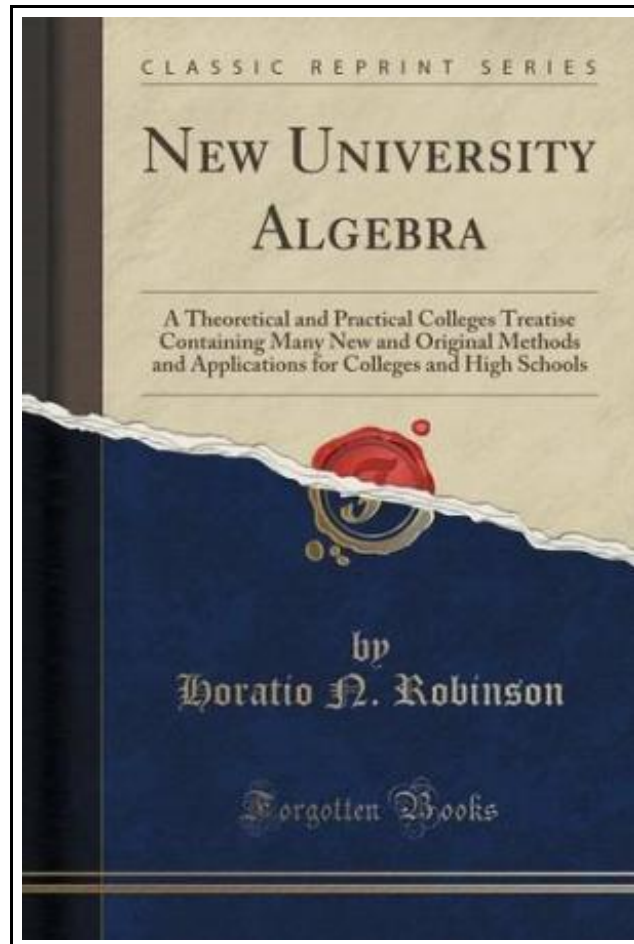 CLASSIC REPRINT SERIES
NEW UNIVERSITY
ALGEBRA
A Theoretical and Practical Colleges Treatise
Containing Many New and Original Methods
and Applications for Colleges and High Schools
F
by
Horatio N. Robinson
Forgotten Books